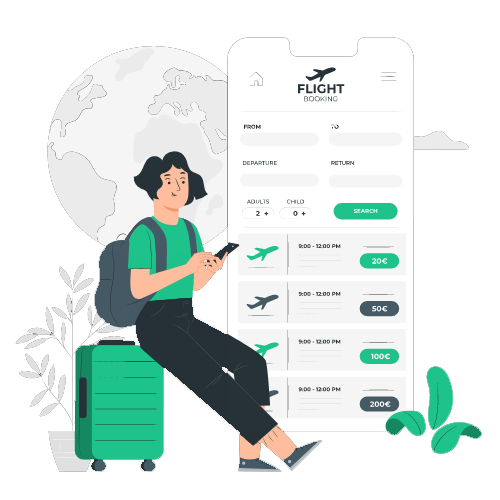 FLIGHT
BOOKING
FROM TO
DEPARTURE RETURN
ADULTS CHILD
2 + 0 + SEARCH
9:00 - 12:00 PM
20€
9:00 - 12:00 PM
50€
9:00 - 12:00 PM
100€
9:00 - 12:00 PM
200€